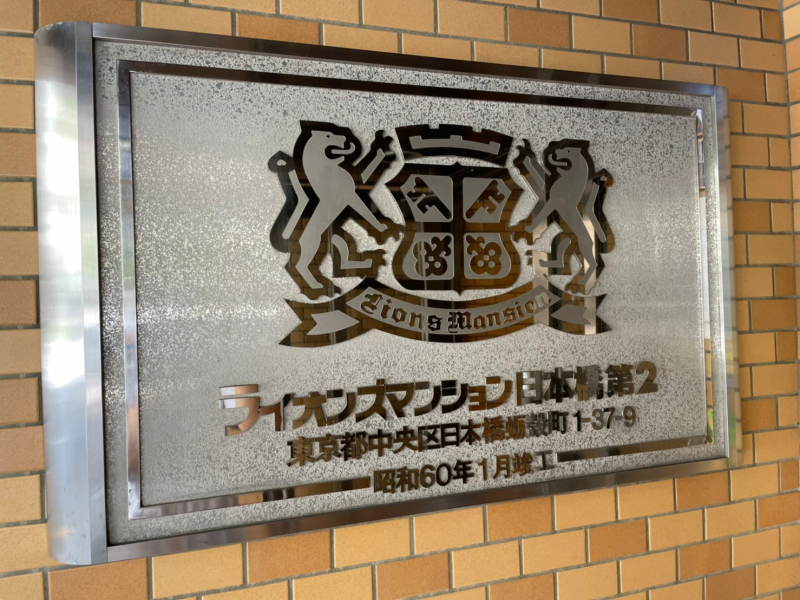 Lions Mansion
ライオンズマンション日本橋第2
東京都中央区日本橋蛎殻町1-37-9
昭和60年1月竣工